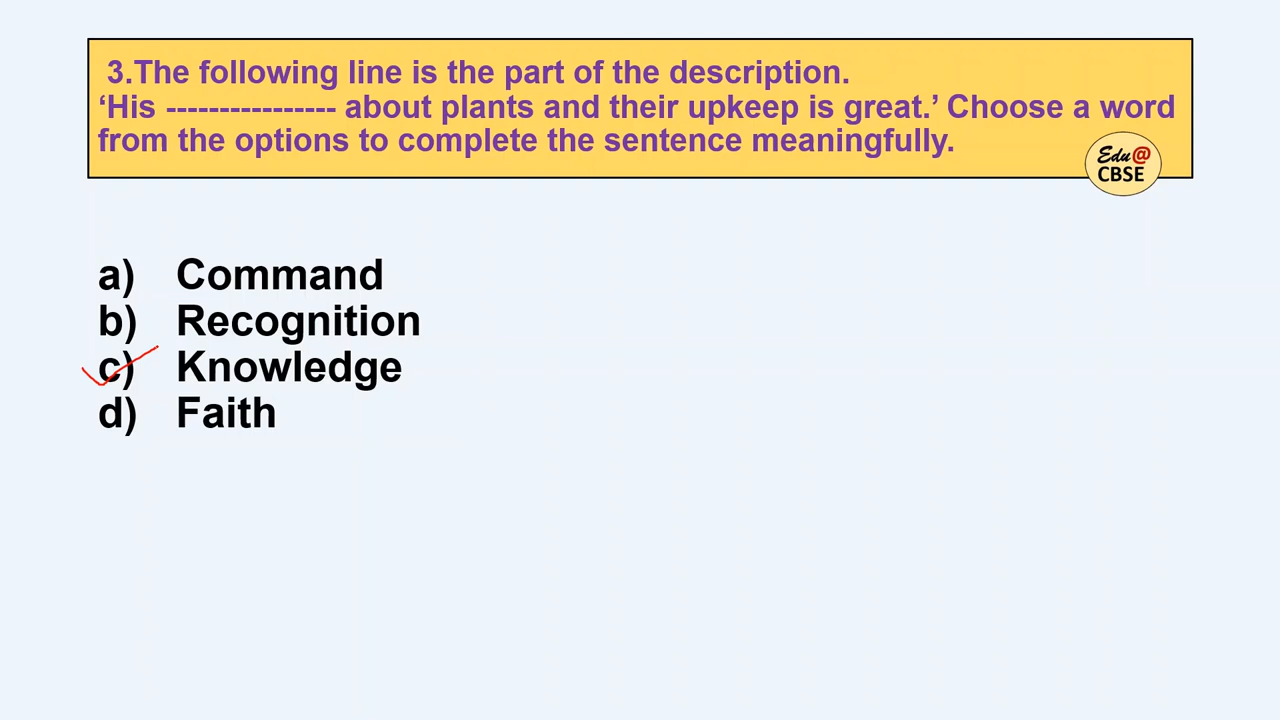 3.The following line is the part of the description.
‘His ---------------- about plants and their upkeep is great.’ Choose a word
from the options to complete the sentence meaningfully.
Edu@
CBSE
a) Command
b) Recognition
c) Knowledge
d) Faith